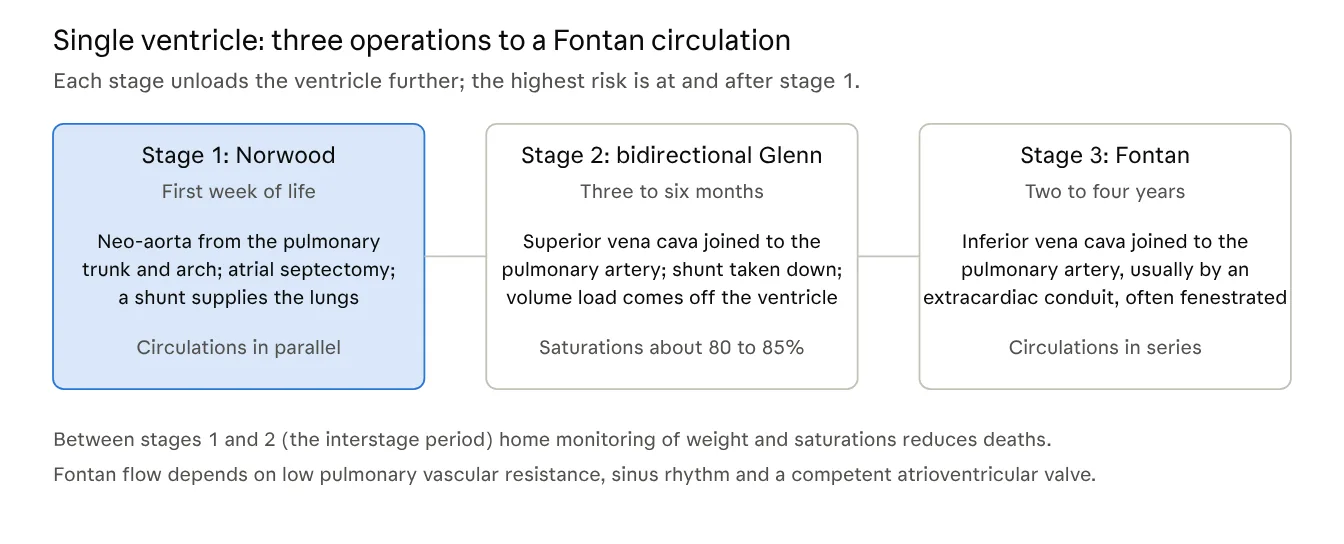 Single ventricle: three operations to a Fontan circulation
Each stage unloads the ventricle further; the highest risk is at and after stage 1.
Stage 1: Norwood
First week of life
Neo-aorta from the pulmonary
trunk and arch; atrial septectomy;
a shunt supplies the lungs
Circulations in parallel
Stage 2: bidirectional Glenn
Three to six months
Superior vena cava joined to the
pulmonary artery; shunt taken down;
volume load comes off the ventricle
Saturations about 80 to 85%
Stage 3: Fontan
Two to four years
Inferior vena cava joined to the
pulmonary artery, usually by an
extracardiac conduit, often fenestrated
Circulations in series
Between stages 1 and 2 (the interstage period) home monitoring of weight and saturations reduces deaths.
Fontan flow depends on low pulmonary vascular resistance, sinus rhythm and a competent atrioventricular valve.